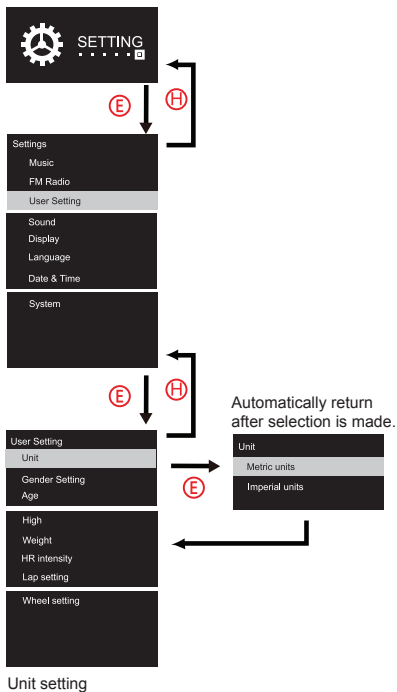 SETTING
E
H
Settings
Music
FM Radio
User Setting
Sound
Display
Language
Date & Time
System
E
H
Automatically return
after selection is made.
User Setting
Unit
Gender Setting
Age
E
Unit
Metric units
Imperial units
High
Weight
HR intensity
Lap setting
Wheel setting
Unit setting